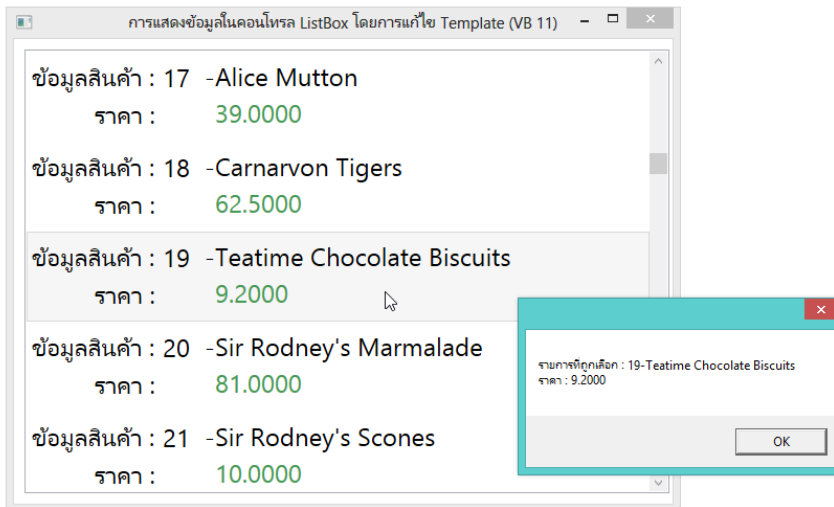 การแสดงข้อมูลในคอนโทรล ListBox โดยการแก้ไข Template (VB 11)
ข้อมูลสินค้า : 17 -Alice Mutton
ราคา : 39.0000
ข้อมูลสินค้า : 18 -Carnarvon Tigers
ราคา : 62.5000
ข้อมูลสินค้า : 19 -Teatime Chocolate Biscuits
ราคา : 9.2000
ข้อมูลสินค้า : 20 -Sir Rodney's Marmalade
ราคา : 81.0000
ข้อมูลสินค้า : 21 -Sir Rodney's Scones
ราคา : 10.0000
รายการที่ถูกเลือก : 19-Teatime Chocolate Biscuits
ราคา : 9.2000
OK